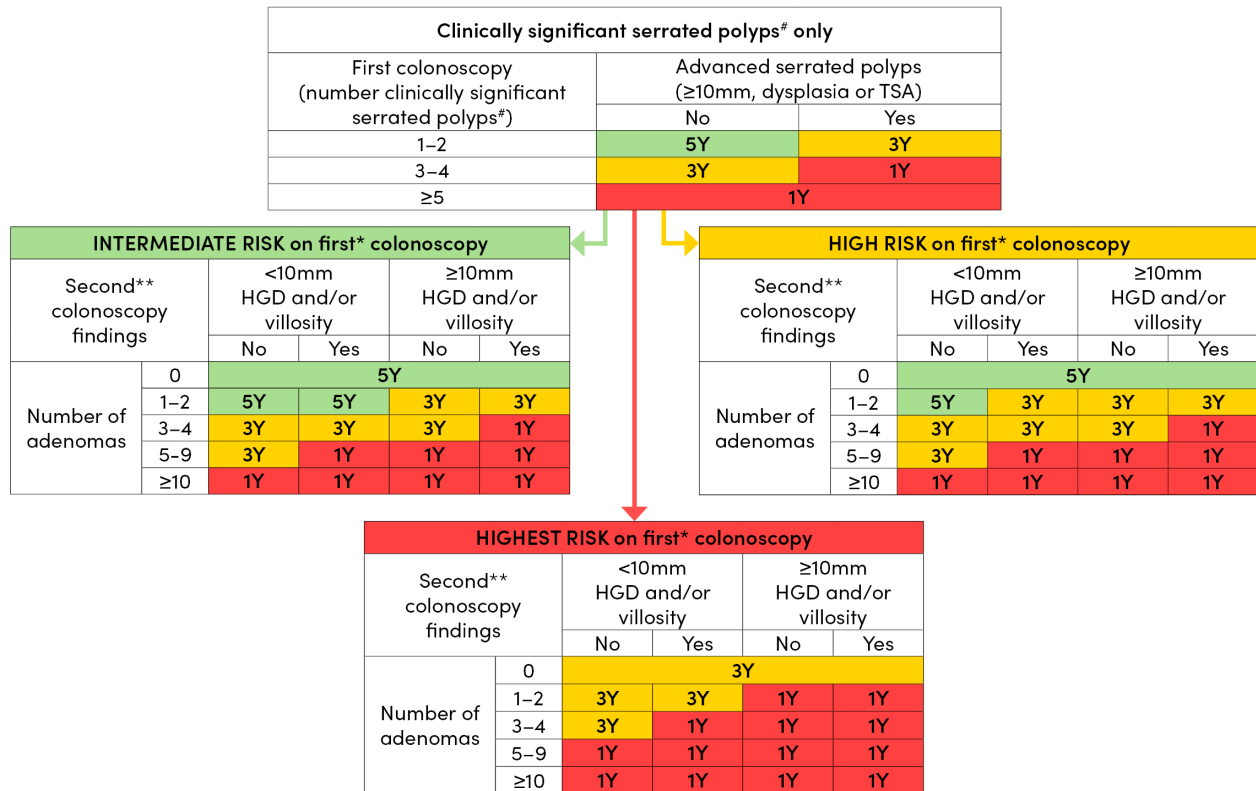 Clinically significant serrated polyps# only
First colonoscopy
(number clinically significant
serrated polyps#)
Advanced serrated polyps
(≥10mm, dysplasia or TSA)
No Yes
1–2 5Y 3Y
3–4 3Y 1Y
≥5 1Y
INTERMEDIATE RISK on first* colonoscopy
Second**
colonoscopy
findings
<10mm
HGD and/or
villosity
≥10mm
HGD and/or
villosity
No Yes No Yes
Number of
adenomas
0 5Y
1–2 5Y 5Y 3Y 3Y
3–4 3Y 3Y 3Y 1Y
5–9 3Y 1Y 1Y 1Y
≥10 1Y 1Y 1Y 1Y
HIGH RISK on first* colonoscopy
Second**
colonoscopy
findings
<10mm
HGD and/or
villosity
≥10mm
HGD and/or
villosity
No Yes No Yes
Number of
adenomas
0 5Y
1–2 5Y 3Y 3Y 3Y
3–4 3Y 3Y 3Y 1Y
5–9 3Y 1Y 1Y 1Y
≥10 1Y 1Y 1Y 1Y
HIGHEST RISK on first* colonoscopy
Second**
colonoscopy
findings
<10mm
HGD and/or
villosity
≥10mm
HGD and/or
villosity
No Yes No Yes
Number of
adenomas
0 3Y
1–2 3Y 3Y 1Y 1Y
3–4 3Y 1Y 1Y 1Y
5–9 1Y 1Y 1Y 1Y
≥10 1Y 1Y 1Y 1Y